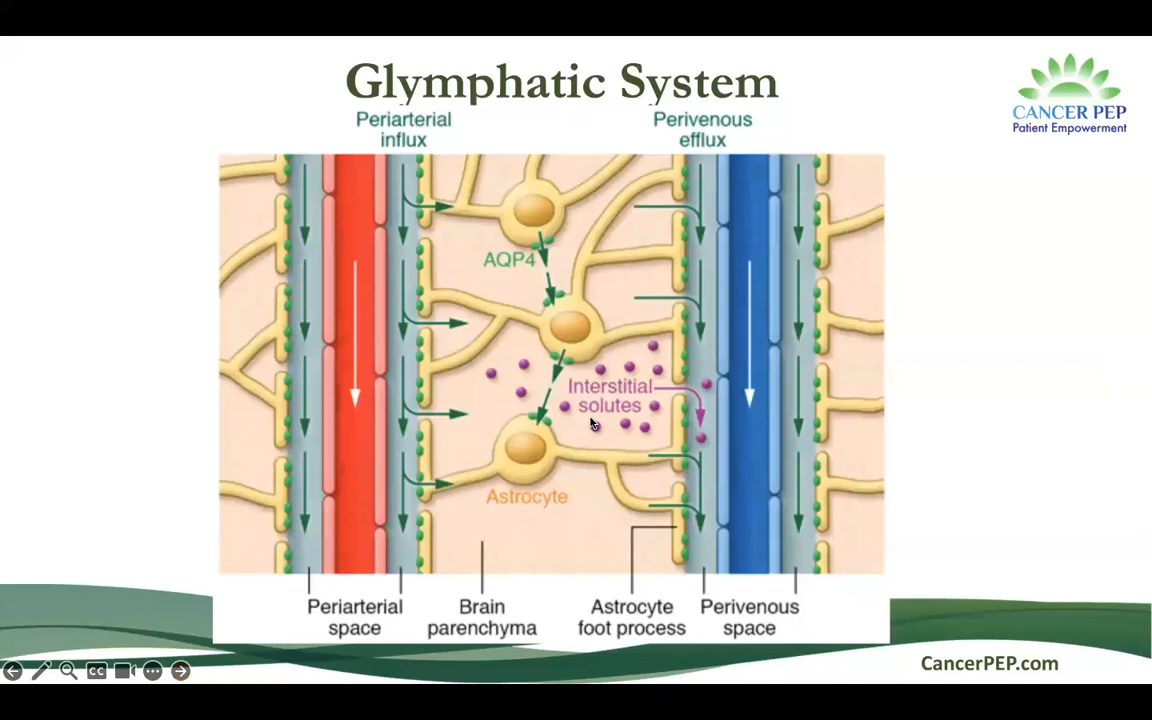 Glymphatic System
CANCER PEP
Patient Empowerment
Periarterial
influx
Perivenous
efflux
AQP4
Interstitial
solutes
Astrocyte
Periarterial
space
Brain
parenchyma
Astrocyte
foot process
Perivenous
space
CC
CancerPEP.com